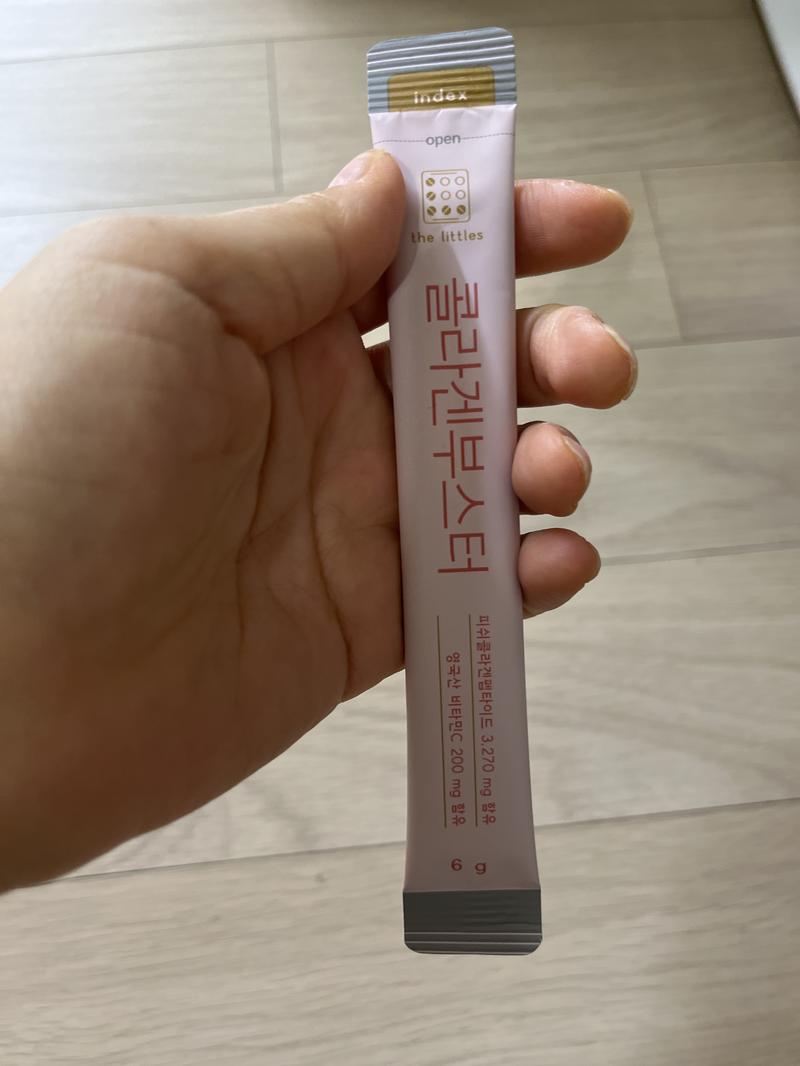 index
open
the littles
콜라겐부스터
피쉬콜라겐펩타이드 3,270 mg 함유
영국산 비타민C 200 mg 함유
6 g